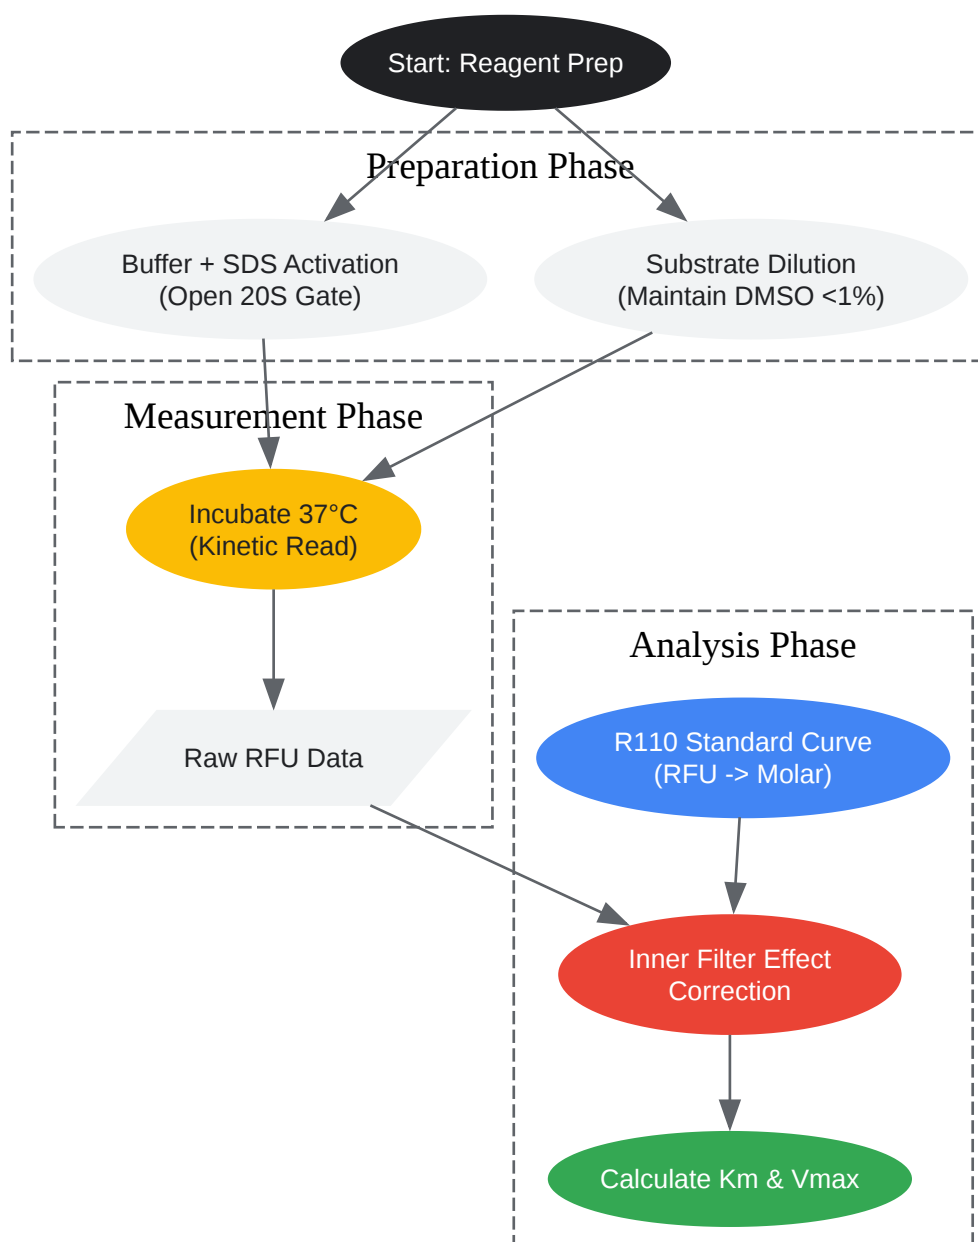 Start: Reagent Prep
Preparation Phase
Buffer + SDS Activation
(Open 20S Gate)
Substrate Dilution
(Maintain DMSO <1%)
Measurement Phase
Incubate 37°C
(Kinetic Read)
Raw RFU Data
Analysis Phase
R110 Standard Curve
(RFU -> Molar)
Inner Filter Effect
Correction
Calculate Km & Vmax